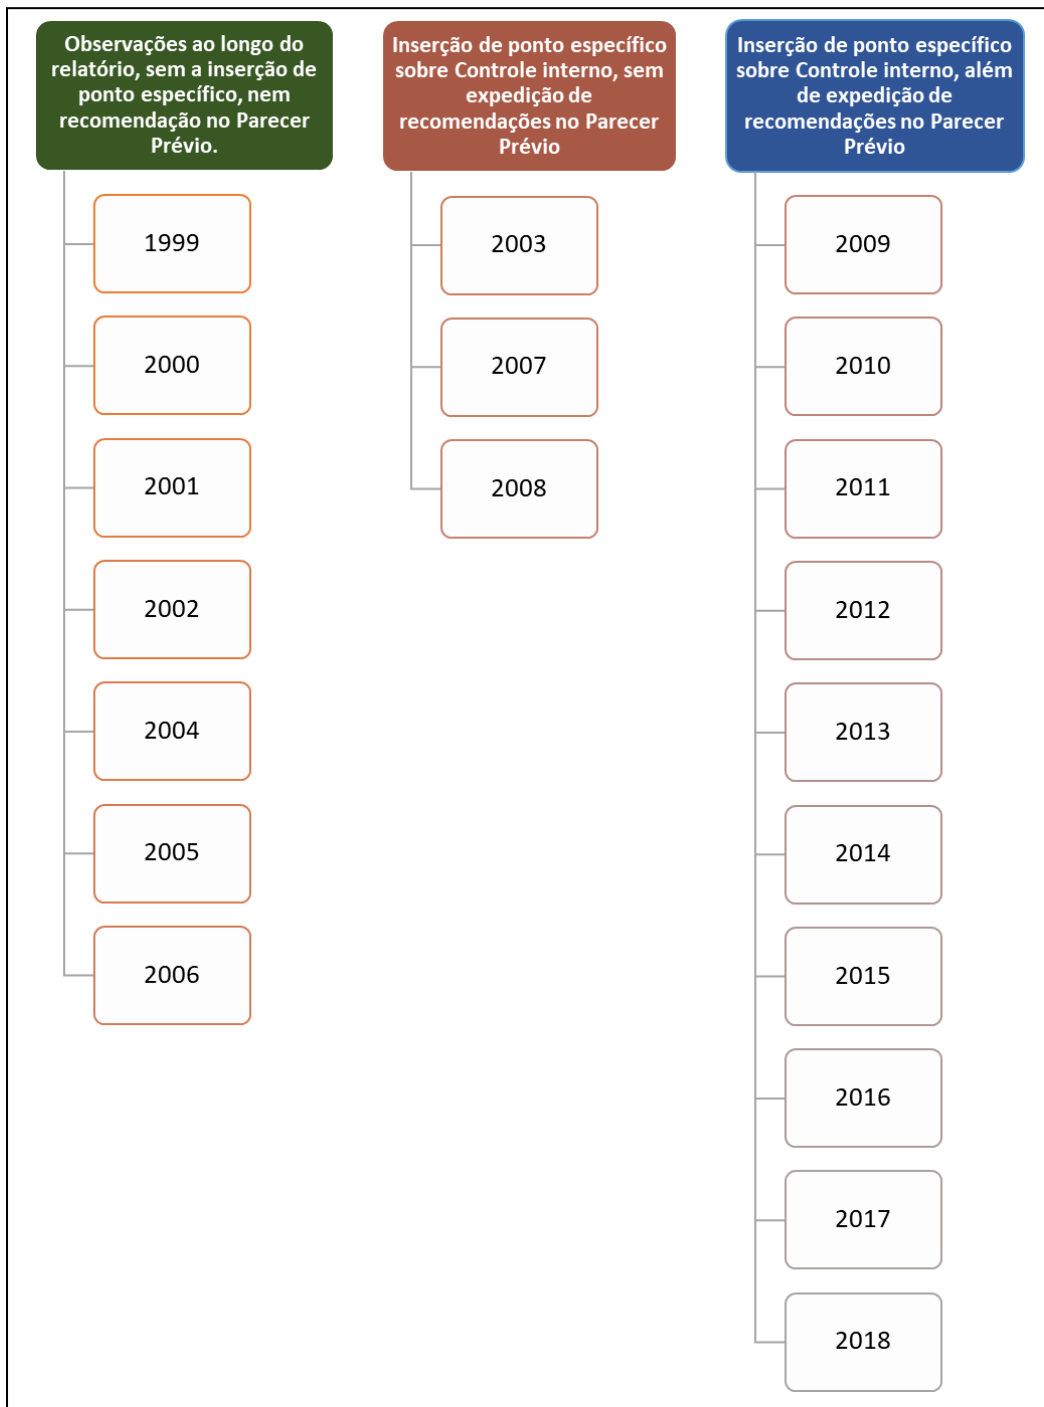 Observações ao longo do
relatório, sem a inserção de
ponto específico, nem
recomendação no Parecer
Prévio.
1999
2000
2001
2002
2004
2005
2006
Inserção de ponto específico
sobre Controle interno, sem
expedição de
recomendações no Parecer
Prévio
2003
2007
2008
Inserção de ponto específico
sobre Controle interno, além
de expedição de
recomendações no Parecer
Prévio
2009
2010
2011
2012
2013
2014
2015
2016
2017
2018